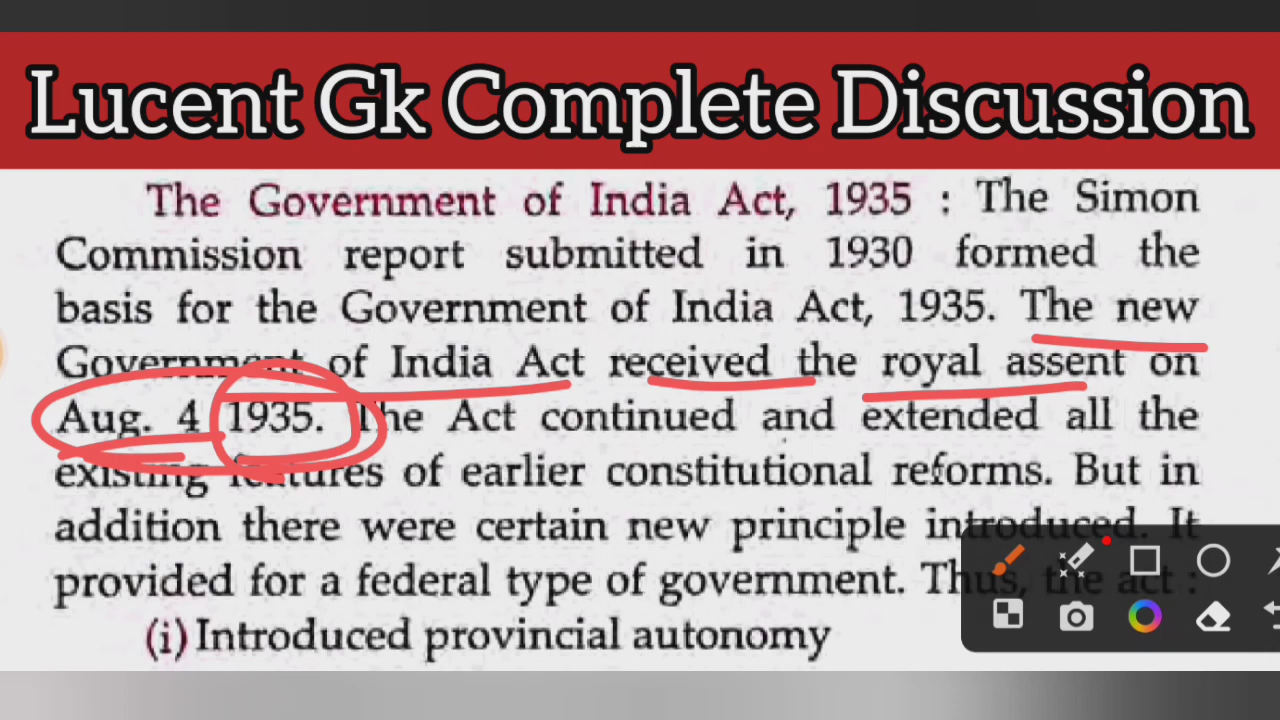 Lucent Gk Complete Discussion
The Government of India Act, 1935 : The Simon
Commission report submitted in 1930 formed the
basis for the Government of India Act, 1935. The new
Government of India Act received the royal assent on
Aug. 4 1935. The Act continued and extended all the
existing features of earlier constitutional reforms. But in
addition there were certain new principle introduced. It
provided for a federal type of government. Thus, the act :
(i) Introduced provincial autonomy